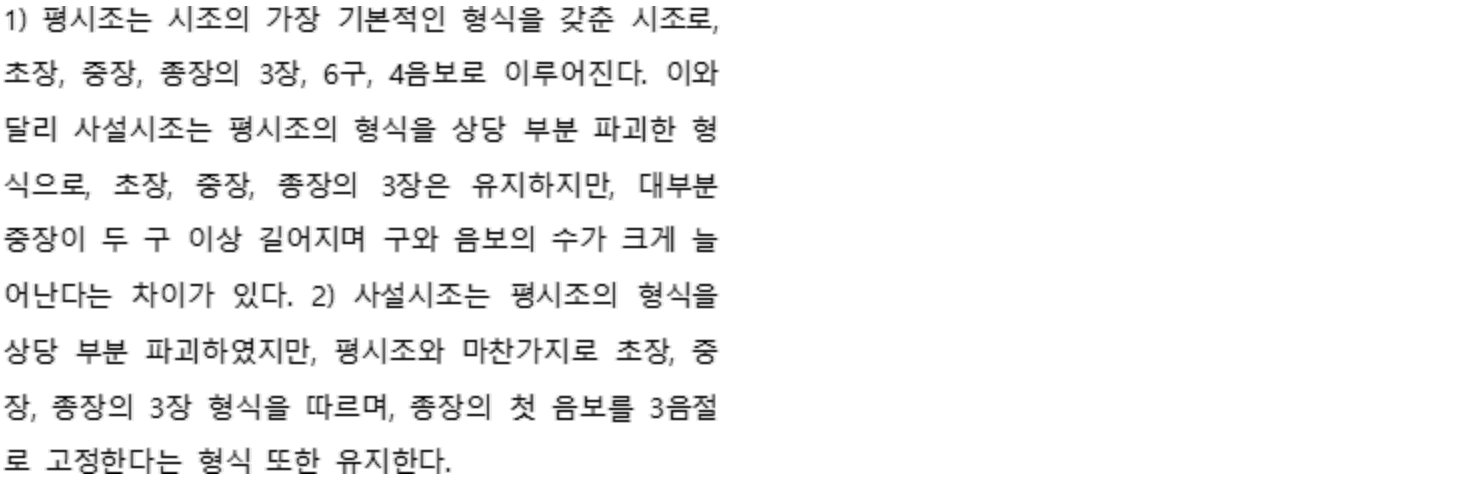 1) 평시조는 시조의 가장 기본적인 형식을 갖춘 시조로,
초장, 중장, 종장의 3장, 6구, 4음보로 이루어진다. 이와
달리 사설시조는 평시조의 형식을 상당 부분 파괴한 형
식으로, 초장, 중장, 종장의 3장은 유지하지만, 대부분
중장이 두 구 이상 길어지며 구와 음보의 수가 크게 늘
어난다는 차이가 있다. 2) 사설시조는 평시조의 형식을
상당 부분 파괴하였지만, 평시조와 마찬가지로 초장, 중
장, 종장의 3장 형식을 따르며, 종장의 첫 음보를 3음절
로 고정한다는 형식 또한 유지한다.